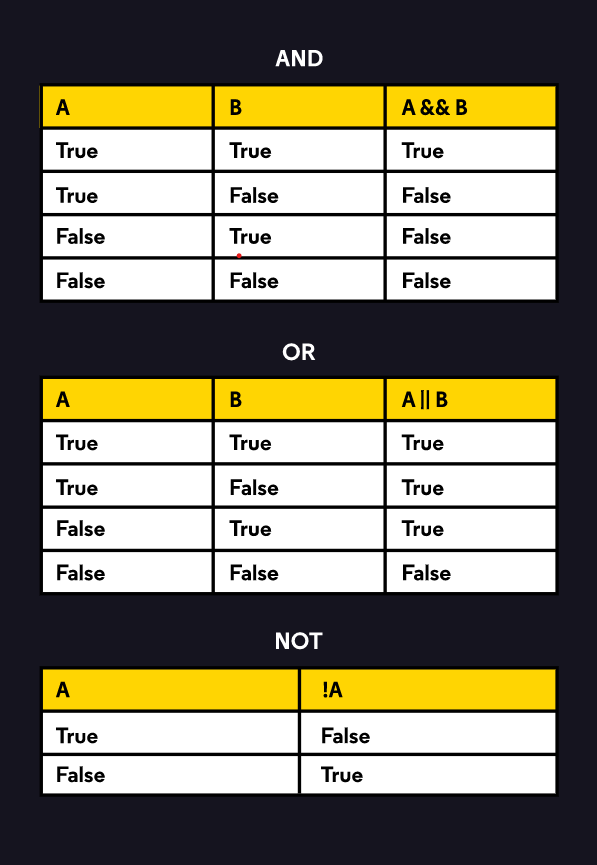 AND
A B A && B
True True True
True False False
False True False
False False False
OR
A B A || B
True True True
True False True
False True True
False False False
NOT
A !A
True False
False True